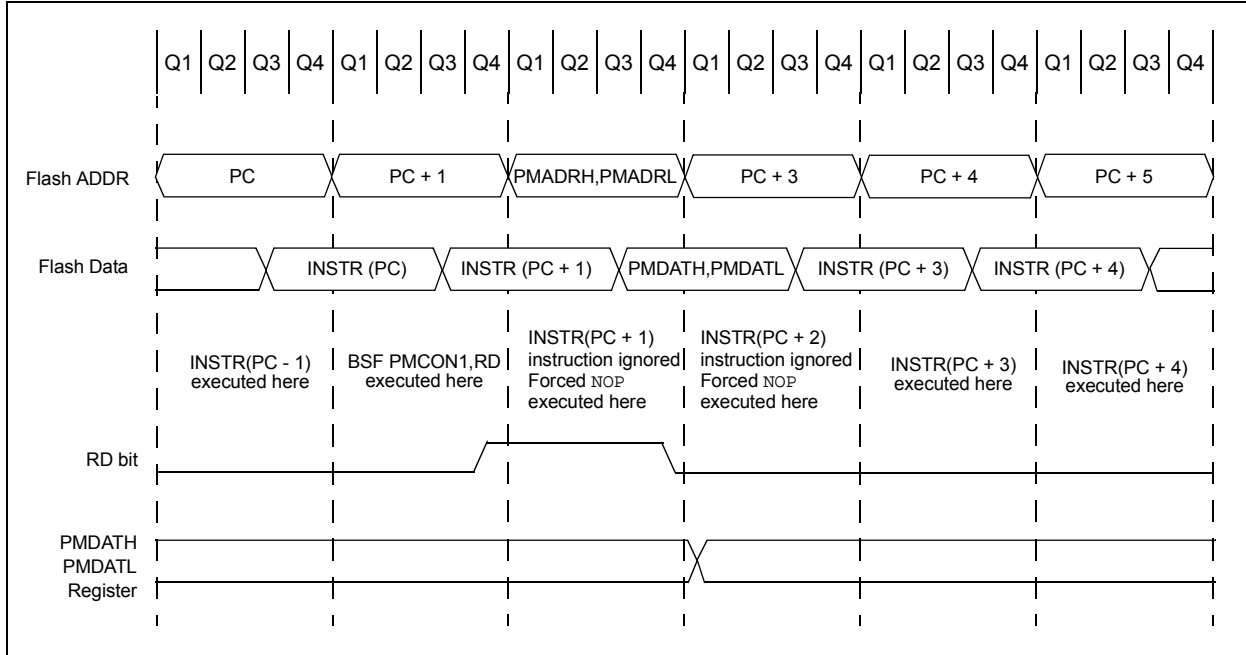 Q1 Q2 Q3 Q4 Q1 Q2 Q3 Q4 Q1 Q2 Q3 Q4 Q1 Q2 Q3 Q4 Q1 Q2 Q3 Q4 Q1 Q2 Q3 Q4
Flash ADDR
PC
PC + 1
PMADRH,PMADRL
PC + 3
PC + 4
PC + 5
Flash Data
INSTR (PC)
INSTR (PC + 1)
PMDATH,PMDATL
INSTR (PC + 3)
INSTR (PC + 4)
INSTR(PC - 1)
executed here
BSF PMCON1,RD
executed here
INSTR(PC + 1)
instruction ignored
Forced NOP
executed here
INSTR(PC + 2)
instruction ignored
Forced NOP
executed here
INSTR(PC + 3)
executed here
INSTR(PC + 4)
executed here
RD bit
PMDATH
PMDATL
Register